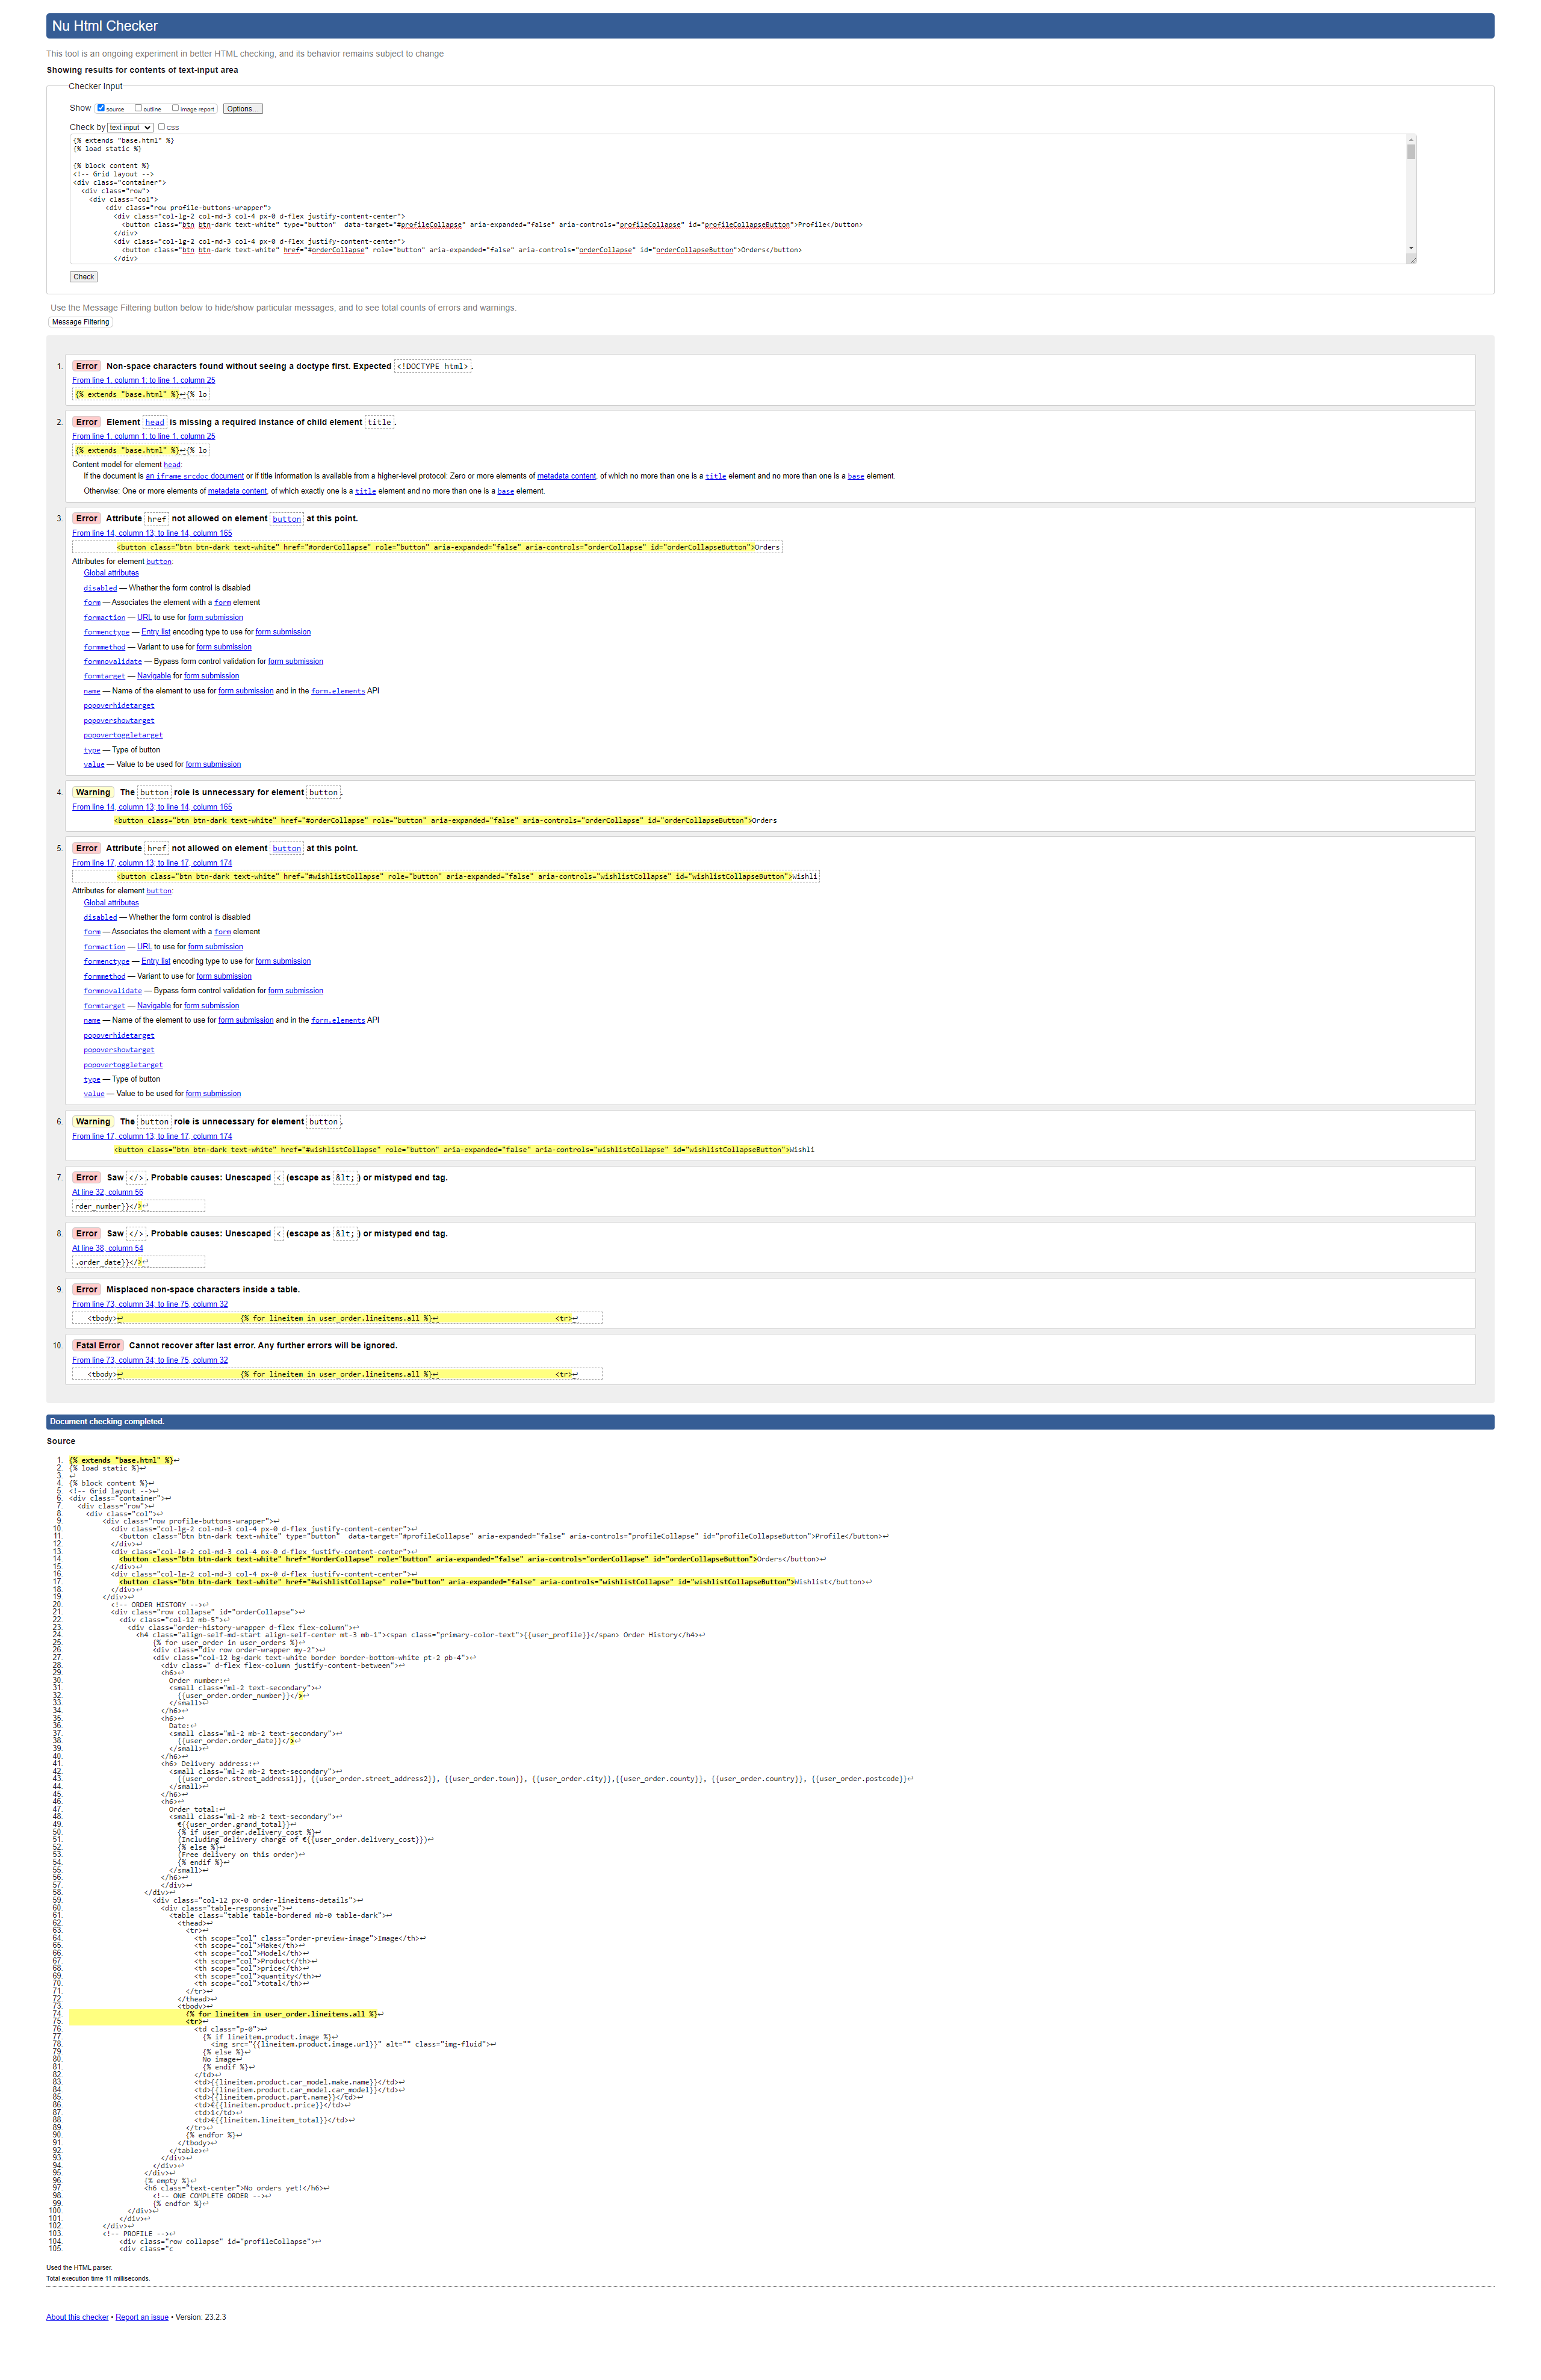 Nu Html Checker
This tool is an ongoing experiment in better HTML checking, and its behavior remains subject to change
Showing results for contents of text-input area
Checker Input
Show source outline image report Options...
Check by text input css
{% extends "base.html" %}
{% load static %}
{% block content %}
<!-- Grid layout -->
<div class="container">
<div class="row">
<div class="col">
<div class="row profile-buttons-wrapper">
<div class="col-lg-2 col-md-3 col-4 px-0 d-flex justify-content-center">
<button class="btn btn-dark text-white" type="button"  data-target="#profileCollapse" aria-expanded="false" aria-controls="profileCollapse" id="profileCollapseButton">Profile</button>
</div>
<div class="col-lg-2 col-md-3 col-4 px-0 d-flex justify-content-center">
<button class="btn btn-dark text-white" href="#orderCollapse" role="button" aria-expanded="false" aria-controls="orderCollapse" id="orderCollapseButton">Orders</button>
</div>
Check
Use the Message Filtering button below to hide/show particular messages, and to see total counts of errors and warnings.
Message Filtering
1. Error Non-space characters found without seeing a doctype first. Expected <!DOCTYPE html>.
From line 1, column 1; to line 1, column 25
{% extends "base.html" %}↩{% lo
2. Error Element head is missing a required instance of child element title.
From line 1, column 1; to line 1, column 25
{% extends "base.html" %}↩{% lo
Content model for element head:
If the document is an iframe srcdoc document or if title information is available from a higher-level protocol: Zero or more elements of metadata content, of which no more than one is a title element and no more than one is a base element.
Otherwise: One or more elements of metadata content, of which exactly one is a title element and no more than one is a base element.
3. Error Attribute href not allowed on element button at this point.
From line 14, column 13; to line 14, column 165
<button class="btn btn-dark text-white" href="#orderCollapse" role="button" aria-expanded="false" aria-controls="orderCollapse" id="orderCollapseButton">Orders
Attributes for element button:
Global attributes
disabled — Whether the form control is disabled
form — Associates the element with a form element
formaction — URL to use for form submission
formenctype — Entry list encoding type to use for form submission
formmethod — Variant to use for form submission
formnovalidate — Bypass form control validation for form submission
formtarget — Navigable for form submission
name — Name of the element to use for form submission and in the form.elements API
popoverhidetarget
popovershowtarget
popovertoggletarget
type — Type of button
value — Value to be used for form submission
4. Warning The button role is unnecessary for element button.
From line 14, column 13; to line 14, column 165
<button class="btn btn-dark text-white" href="#orderCollapse" role="button" aria-expanded="false" aria-controls="orderCollapse" id="orderCollapseButton">Orders
5. Error Attribute href not allowed on element button at this point.
From line 17, column 13; to line 17, column 174
<button class="btn btn-dark text-white" href="#wishlistCollapse" role="button" aria-expanded="false" aria-controls="wishlistCollapse" id="wishlistCollapseButton">Wishli
Attributes for element button:
Global attributes
disabled — Whether the form control is disabled
form — Associates the element with a form element
formaction — URL to use for form submission
formenctype — Entry list encoding type to use for form submission
formmethod — Variant to use for form submission
formnovalidate — Bypass form control validation for form submission
formtarget — Navigable for form submission
name — Name of the element to use for form submission and in the form.elements API
popoverhidetarget
popovershowtarget
popovertoggletarget
type — Type of button
value — Value to be used for form submission
6. Warning The button role is unnecessary for element button.
From line 17, column 13; to line 17, column 174
<button class="btn btn-dark text-white" href="#wishlistCollapse" role="button" aria-expanded="false" aria-controls="wishlistCollapse" id="wishlistCollapseButton">Wishli
7. Error Saw </>. Probable causes: Unescaped < (escape as &lt;) or mistyped end tag.
At line 32, column 56
rder_number}}</>↩
8. Error Saw </>. Probable causes: Unescaped < (escape as &lt;) or mistyped end tag.
At line 38, column 54
.order_date}}</>↩
9. Error Misplaced non-space characters inside a table.
From line 73, column 34; to line 75, column 32
<tbody>↩ {% for lineitem in user_order.lineitems.all %}↩ <tr>↩
10. Fatal Error Cannot recover after last error. Any further errors will be ignored.
From line 73, column 34; to line 75, column 32
<tbody>↩ {% for lineitem in user_order.lineitems.all %}↩ <tr>↩
Document checking completed.
Source
1. {% extends "base.html" %}↩
2. {% load static %}↩
3. ↩
4. {% block content %}↩
5. <!-- Grid layout -->↩
6. <div class="container">↩
7. <div class="row">↩
8. <div class="col">↩
9. <div class="row profile-buttons-wrapper">↩
10. <div class="col-lg-2 col-md-3 col-4 px-0 d-flex justify-content-center">↩
11. <button class="btn btn-dark text-white" type="button"  data-target="#profileCollapse" aria-expanded="false" aria-controls="profileCollapse" id="profileCollapseButton">Profile</button>↩
12. </div>↩
13. <div class="col-lg-2 col-md-3 col-4 px-0 d-flex justify-content-center">↩
14. <button class="btn btn-dark text-white" href="#orderCollapse" role="button" aria-expanded="false" aria-controls="orderCollapse" id="orderCollapseButton">Orders</button>↩
15. </div>↩
16. <div class="col-lg-2 col-md-3 col-4 px-0 d-flex justify-content-center">↩
17. <button class="btn btn-dark text-white" href="#wishlistCollapse" role="button" aria-expanded="false" aria-controls="wishlistCollapse" id="wishlistCollapseButton">Wishlist</button>↩
18. </div>↩
19. </div>↩
20. <!-- ORDER HISTORY -->↩
21. <div class="row collapse" id="orderCollapse">↩
22. <div class="col-12 mb-5">↩
23. <div class="order-history-wrapper d-flex flex-column">↩
24. <h4 class="align-self-md-start align-self-center mt-3 mb-1"><span class="primary-color-text">{{user_profile}}</span> Order History</h4>↩
25. {% for user_order in user_orders %}↩
26. <div class="div row order-wrapper my-2">↩
27. <div class="col-12 bg-dark text-white border border-bottom-white pt-2 pb-4">↩
28. <div class=" d-flex flex-column justify-content-between">↩
29. <h6>↩
30. Order number:↩
31. <small class="ml-2 text-secondary">↩
32. {{user_order.order_number}}</>↩
33. </small>↩
34. </h6>↩
35. <h6>↩
36. Date:↩
37. <small class="ml-2 mb-2 text-secondary">↩
38. {{user_order.order_date}}</>↩
39. </small>↩
40. </h6>↩
41. <h6> Delivery address:↩
42. <small class="ml-2 mb-2 text-secondary">↩
43. {{user_order.street_address1}}, {{user_order.street_address2}}, {{user_order.town}}, {{user_order.city}},{{user_order.county}}, {{user_order.country}}, {{user_order.postcode}}↩
44. </small>↩
45. </h6>↩
46. <h6>↩
47. Order total:↩
48. <small class="ml-2 mb-2 text-secondary">↩
49. €{{user_order.grand_total}}↩
50. {% if user_order.delivery_cost %}↩
51. (Including delivery charge of €{{user_order.delivery_cost}})↩
52. {% else %}↩
53. (Free delivery on this order)↩
54. {% endif %}↩
55. </small>↩
56. </h6>↩
57. </div>↩
58. </div>↩
59. <div class="col-12 px-0 order-lineitems-details">↩
60. <div class="table-responsive">↩
61. <table class="table table-bordered mb-0 table-dark">↩
62. <thead>↩
63. <tr>↩
64. <th scope="col" class="order-preview-image">Image</th>↩
65. <th scope="col">Make</th>↩
66. <th scope="col">Model</th>↩
67. <th scope="col">Product</th>↩
68. <th scope="col">price</th>↩
69. <th scope="col">quantity</th>↩
70. <th scope="col">total</th>↩
71. </tr>↩
72. </thead>↩
73. <tbody>↩
74. {% for lineitem in user_order.lineitems.all %}↩
75. <tr>↩
76. <td class="p-0">↩
77. {% if lineitem.product.image %}↩
78. <img src="{{lineitem.product.image.url}}" alt="" class="img-fluid">↩
79. {% else %}↩
80. No image↩
81. {% endif %}↩
82. </td>↩
83. <td>{{lineitem.product.car_model.make.name}}</td>↩
84. <td>{{lineitem.product.car_model.car_model}}</td>↩
85. <td>{{lineitem.product.part.name}}</td>↩
86. <td>€{{lineitem.product.price}}</td>↩
87. <td>1</td>↩
88. <td>€{{lineitem.lineitem_total}}</td>↩
89. </tr>↩
90. {% endfor %}↩
91. </tbody>↩
92. </table>↩
93. </div>↩
94. </div>↩
95. </div>↩
96. {% empty %}↩
97. <h6 class="text-center">No orders yet!</h6>↩
98. <!-- ONE COMPLETE ORDER -->↩
99. {% endfor %}↩
100. </div>↩
101. </div>↩
102. </div>↩
103. <!-- PROFILE -->↩
104. <div class="row collapse" id="profileCollapse">↩
105. <div class="c
Used the HTML parser.
Total execution time 11 milliseconds.
About this checker • Report an issue • Version: 23.2.3